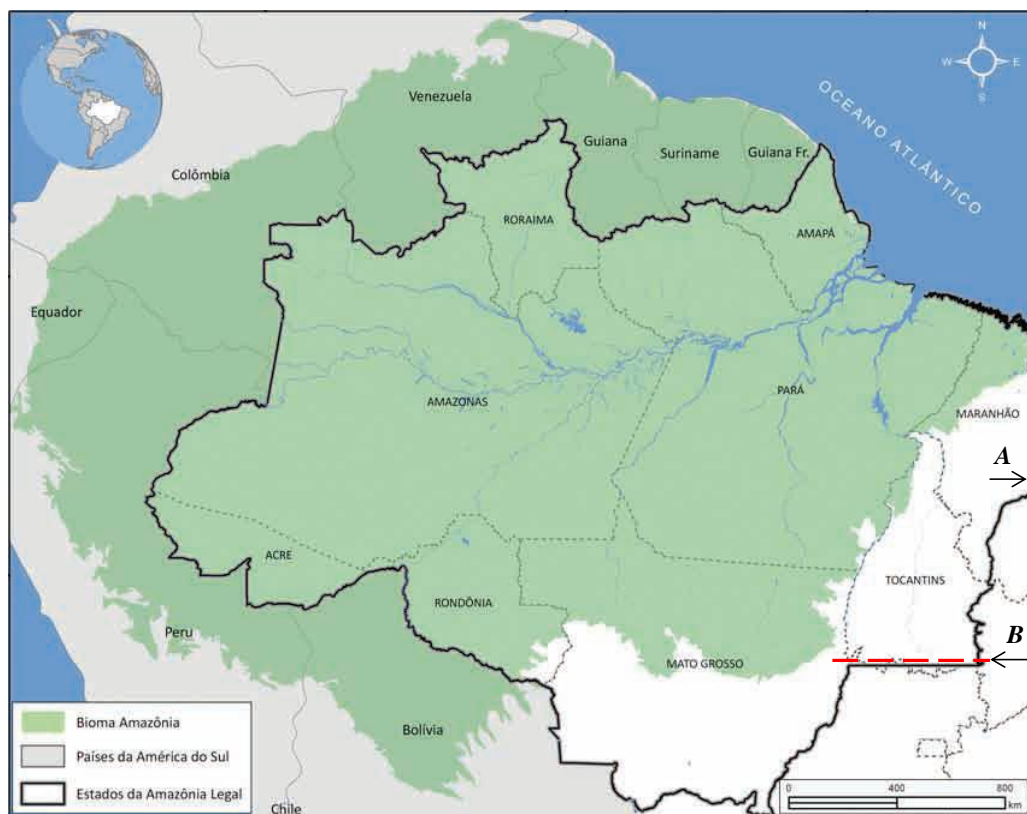 N
W
E
S
OCEANO ATLÂNTICO
Venezuela
Guiana
Suriname
Guiana Fr.
Colômbia
RORAIMA
AMAPÁ
Equador
AMAZONAS
PARÁ
MARANHÃO
A
ACRE
TOCANTINS
RONDÔNIA
Peru
B
MATO GROSSO
Bioma Amazônia
Bolívia
Países da América do Sul
Estados da Amazônia Legal
Chile
0 400 800
km